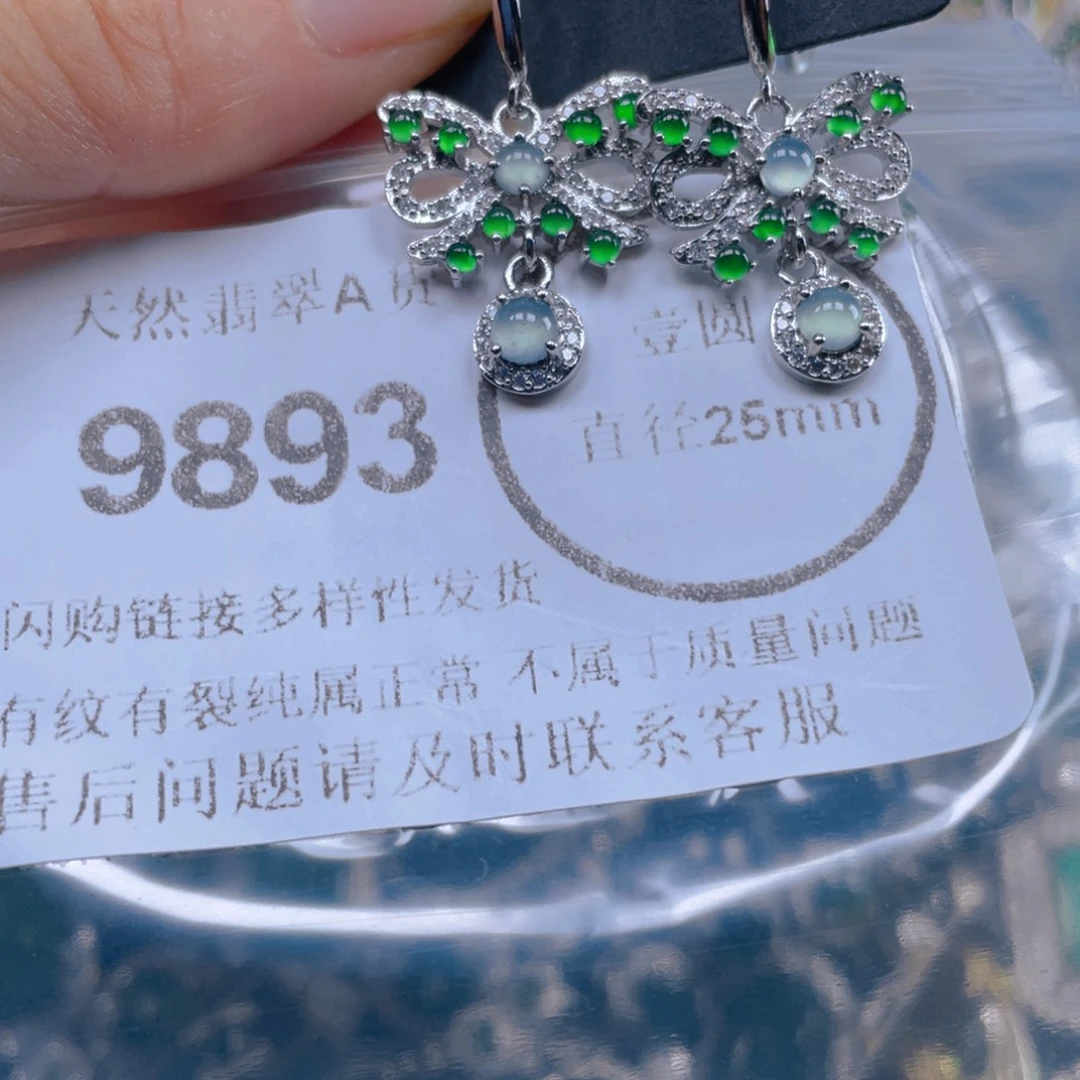 天然翡翠A货
壹圆
9893
直径25mm
闪购链接多样性发货
有纹有裂纯属正常 不属于质量问题
售后问题请及时联系客服